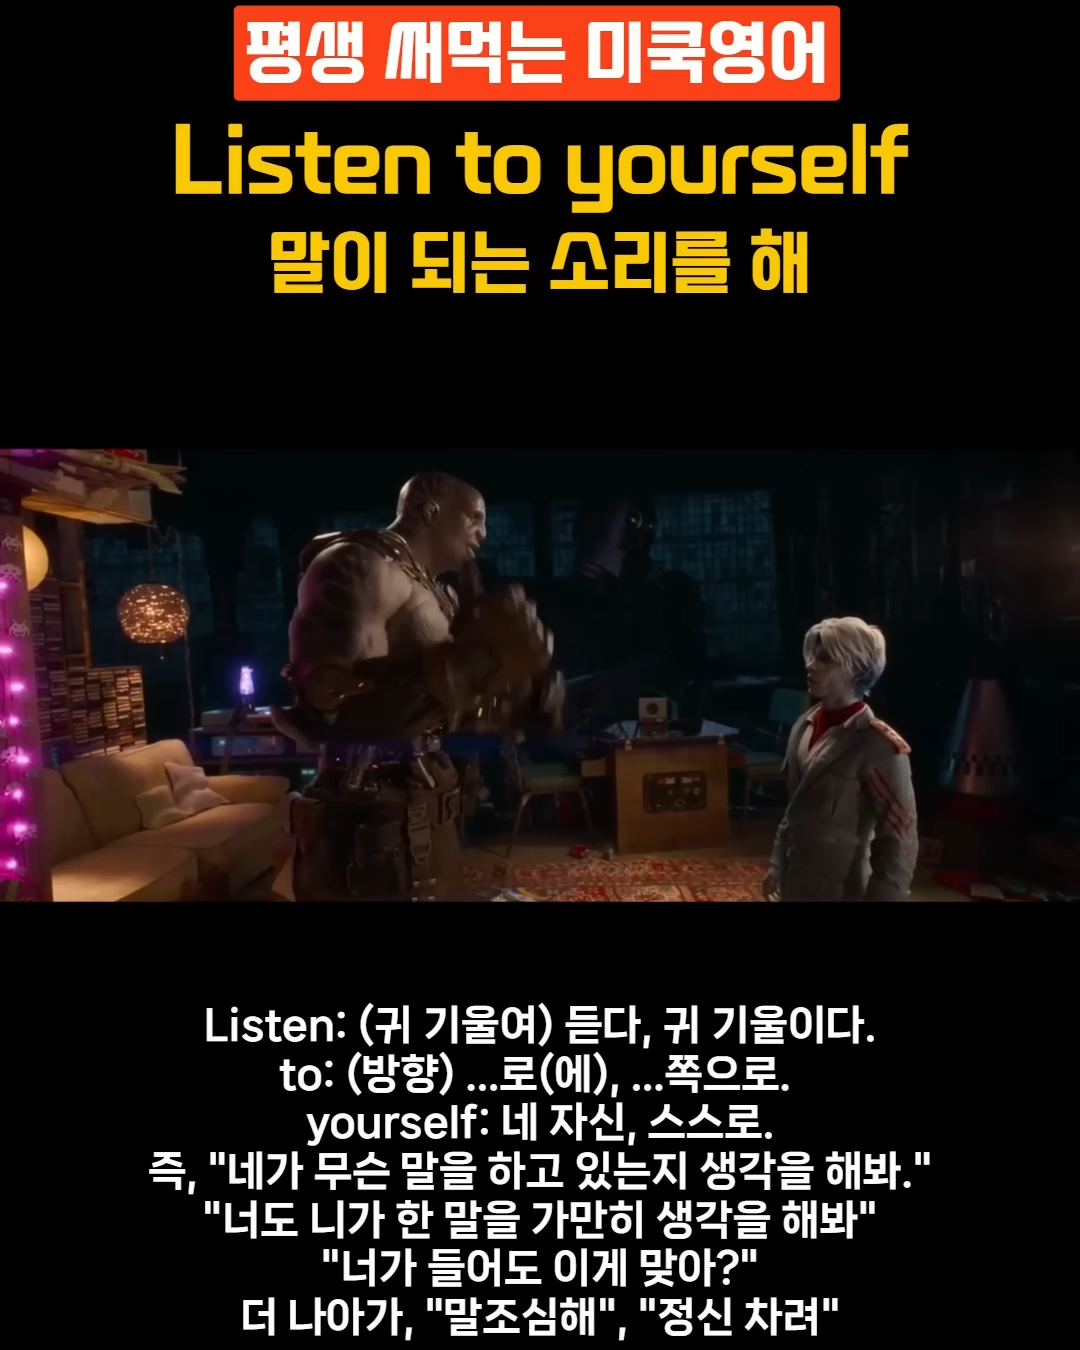 평생 써먹는 미쿡영어
Listen to yourself
말이 되는 소리를 해
Listen: (귀 기울여) 듣다, 귀 기울이다.
to: (방향) ...로(에), ...쪽으로.
yourself: 네 자신, 스스로.
즉, "네가 무슨 말을 하고 있는지 생각을 해봐."
"너도 니가 한 말을 가만히 생각을 해봐"
"너가 들어도 이게 맞아?"
더 나아가, "말조심해", "정신 차려"